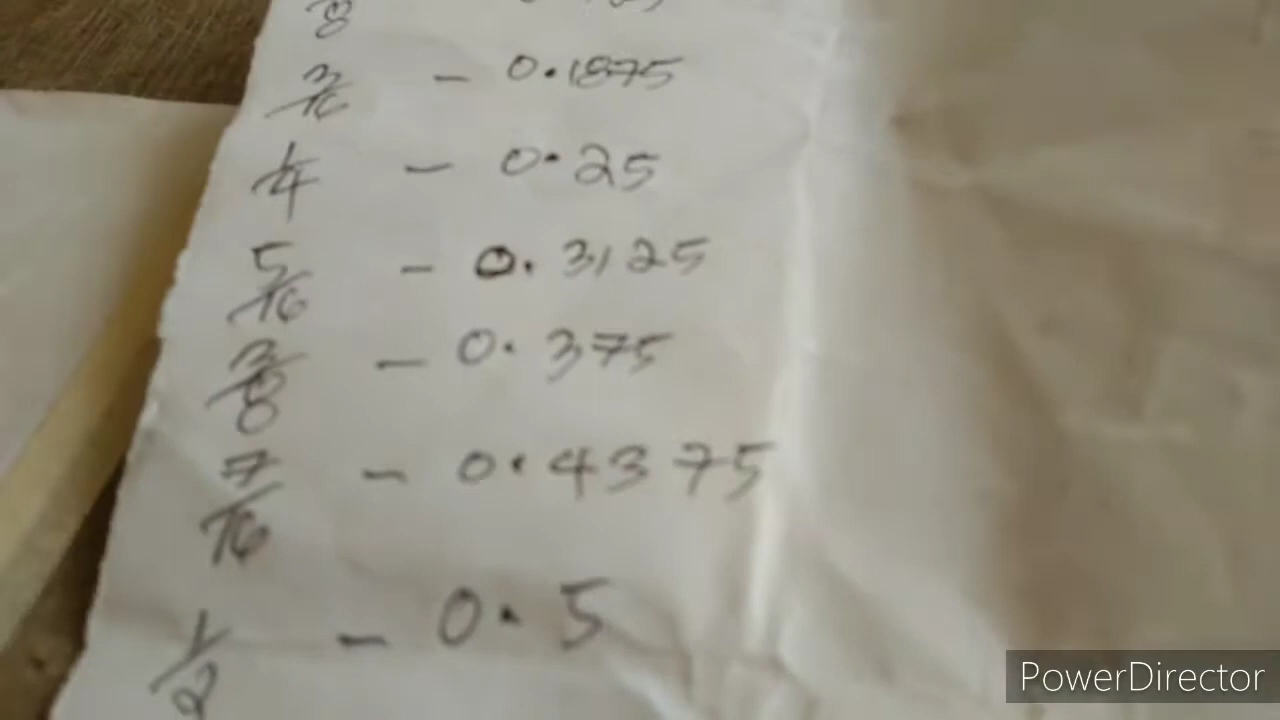 3/16 - 0.1875
1/4 - 0.25
5/16 - 0.3125
3/8 - 0.375
7/16 - 0.4375
1/2 - 0.5
PowerDirector